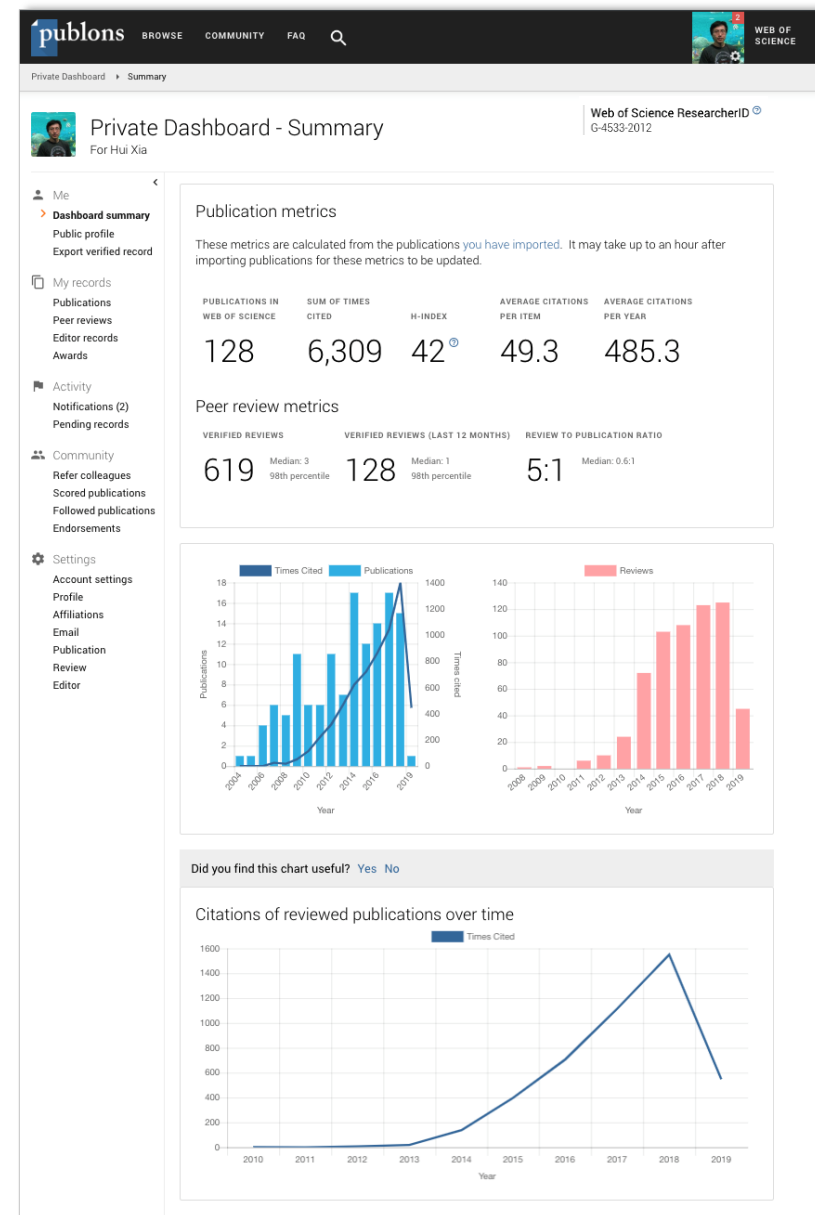 publons BROWSE COMMUNITY FAQ
2
WEB OF
SCIENCE
Private Dashboard Summary
Private Dashboard - Summary
For Hui Xia
Web of Science ResearcherID ?
G-4533-2012
Me
Dashboard summary
Public profile
Export verified record
My records
Publications
Peer reviews
Editor records
Awards
Activity
Notifications (2)
Pending records
Community
Refer colleagues
Scored publications
Followed publications
Endorsements
Settings
Account settings
Profile
Affiliations
Email
Publication
Review
Editor
Publication metrics
These metrics are calculated from the publications you have imported. It may take up to an hour after
importing publications for these metrics to be updated.
PUBLICATIONS IN
WEB OF SCIENCE
128
SUM OF TIMES
CITED
6,309
H-INDEX
42 ?
AVERAGE CITATIONS
PER ITEM
49.3
AVERAGE CITATIONS
PER YEAR
485.3
Peer review metrics
VERIFIED REVIEWS
619
Median: 3
98th percentile
VERIFIED REVIEWS (LAST 12 MONTHS)
128
Median: 1
98th percentile
REVIEW TO PUBLICATION RATIO
5:1
Median: 0.6:1
Times Cited Publications
18
16
14
12
10
8
6
4
2
0
Publications
1400
1200
1000
800
600
400
200
0
Times cited
2004 2006 2008 2010 2012 2014 2016 2019
Year
Reviews
140
120
100
80
60
40
20
0
2008 2009 2010 2011 2012 2013 2014 2015 2016 2017 2018 2019
Year
Did you find this chart useful? Yes No
Citations of reviewed publications over time
Times Cited
1600
1400
1200
1000
800
600
400
200
0
2010 2011 2012 2013 2014 2015 2016 2017 2018 2019
Year